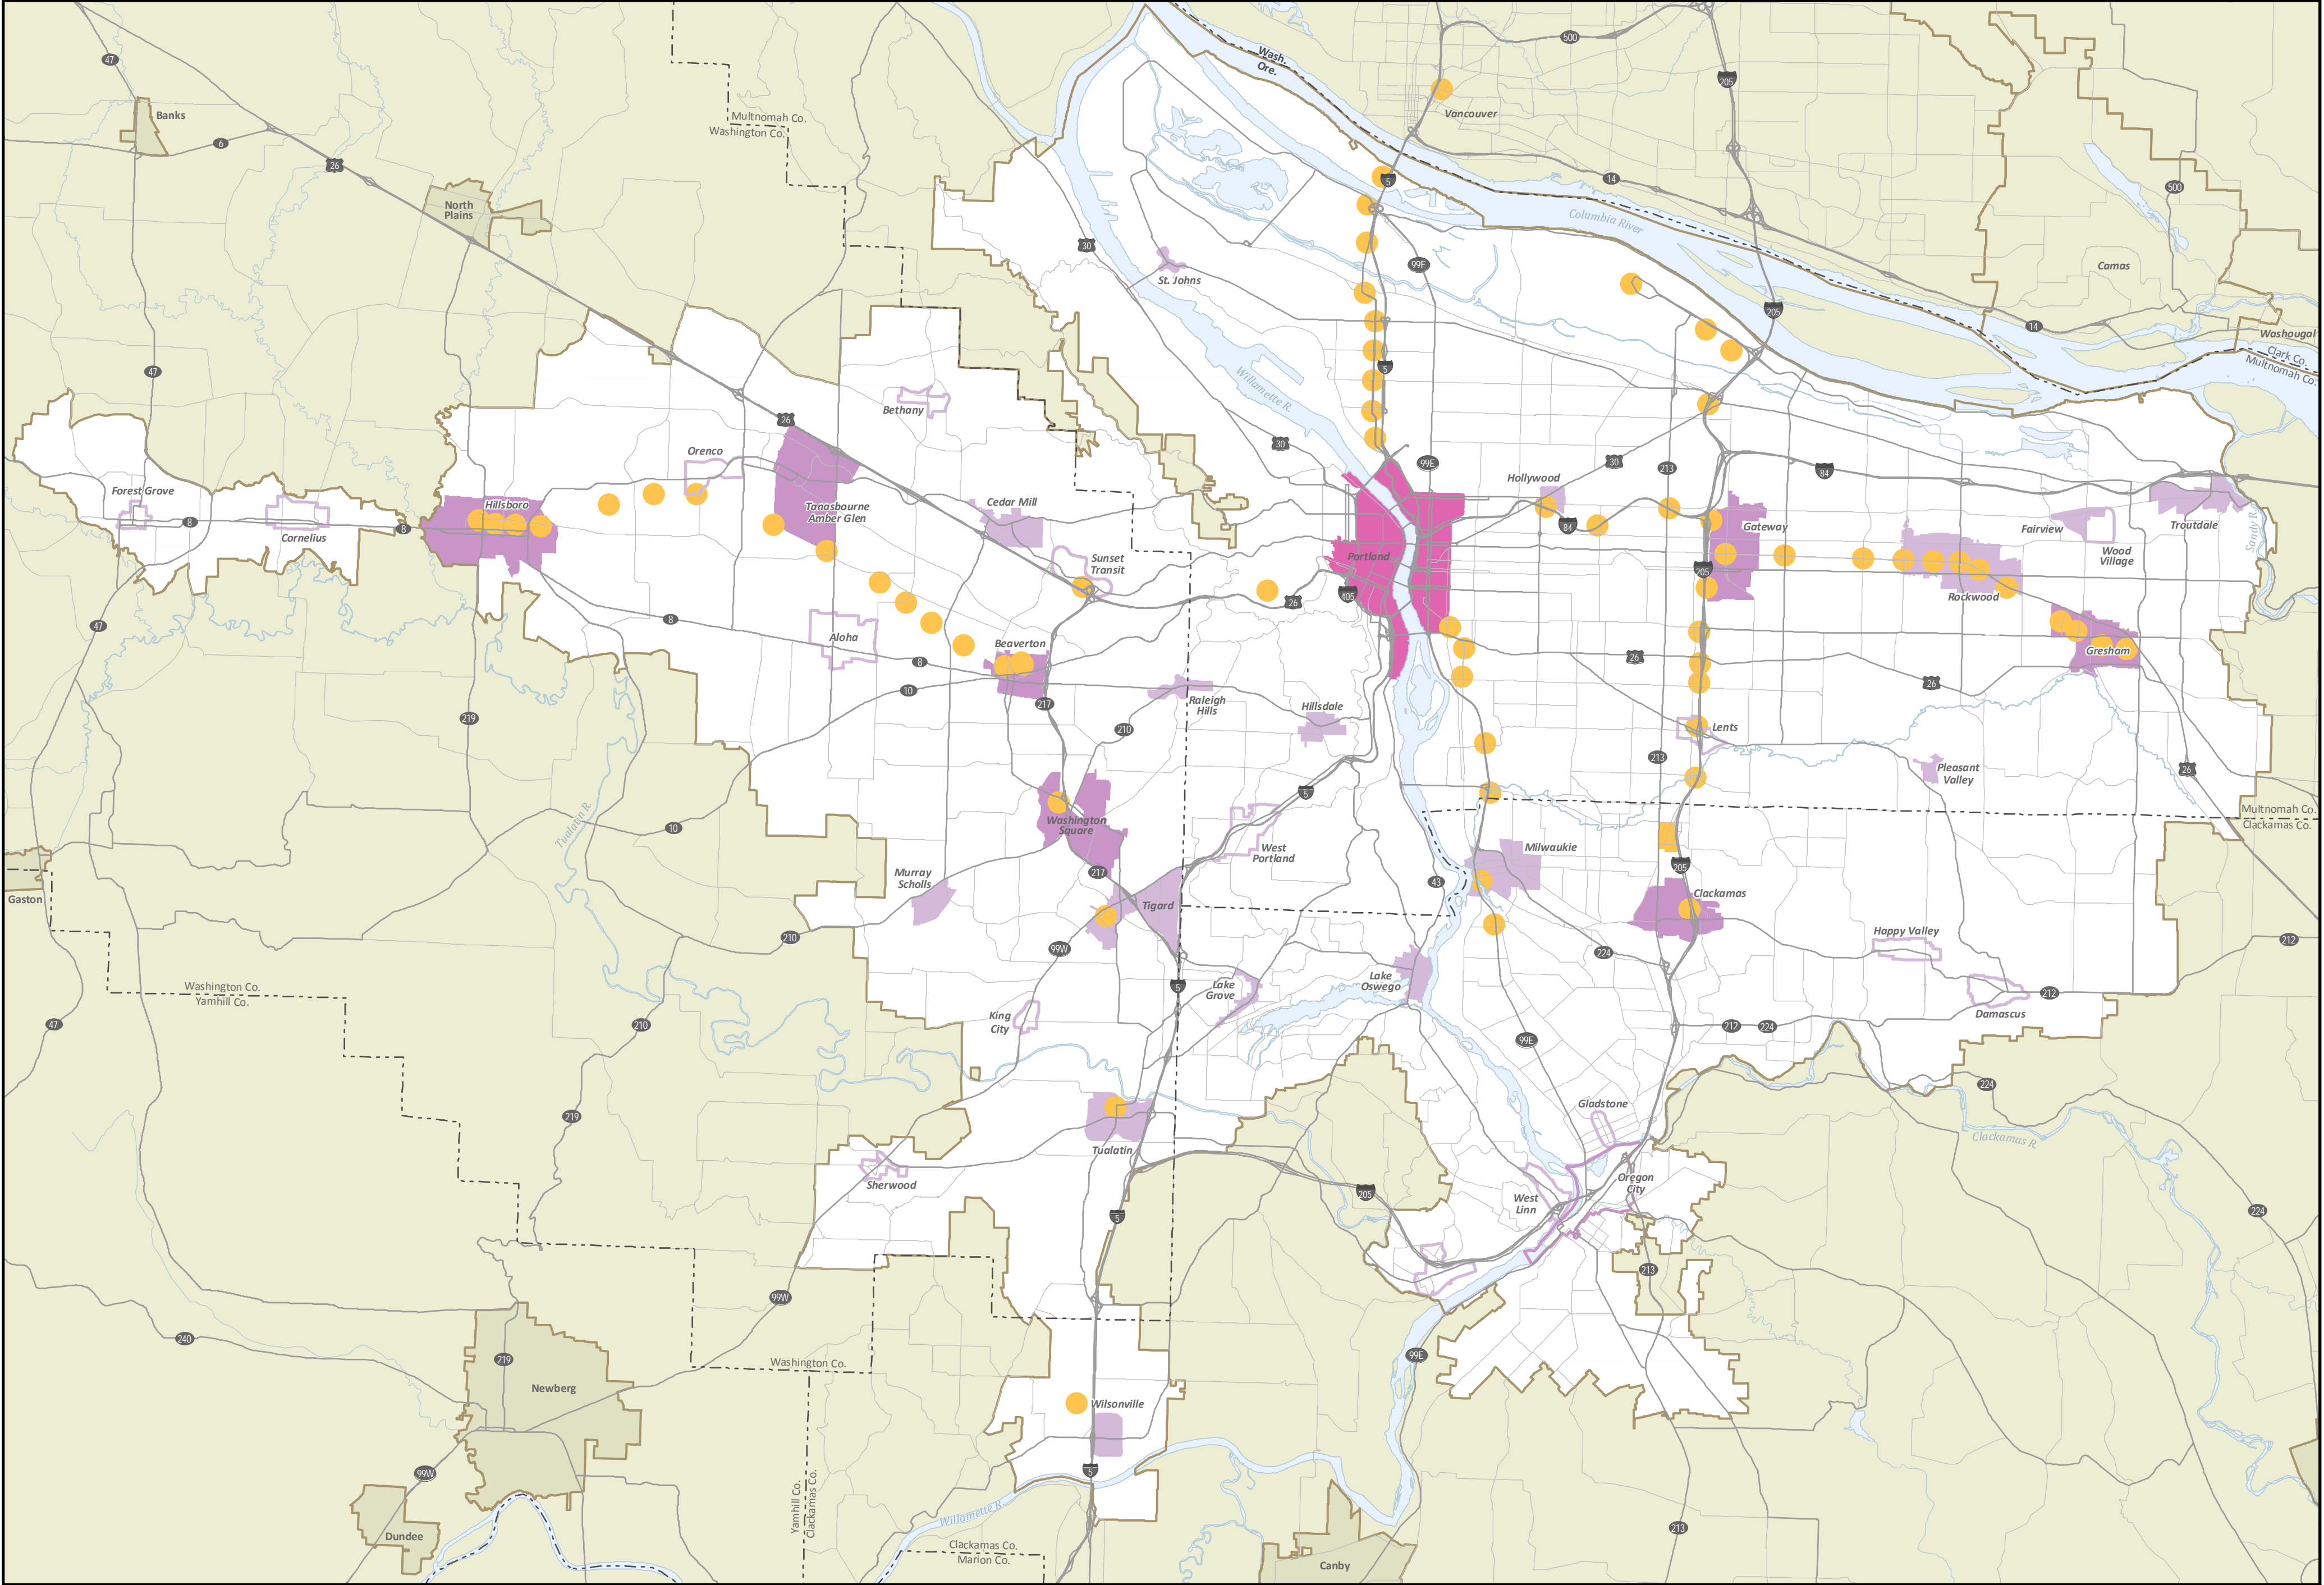 47
Banks
6
26
Multnomah Co.
Washington Co.
North
Plains
Wash.
Ore.
500
205
Vancouver
5
14
500
Columbia River
30
99E
St. Johns
Camas
205
14
Washougal
Clark Co.
Multnomah Co.
47
5
Willamette R.
Bethany
26
30
Orenco
99E
30
213
84
Hollywood
Forest Grove
8
Cornelius
8
Hillsboro
Tanasbourne
Amber Glen
Cedar Mill
Sunset
Transit
Portland
84
Gateway
Fairview
Troutdale
Wood
Village
Sandy R.
205
Rockwood
405
26
47
8
Aloha
8
Beaverton
26
Gresham
26
10
217
Raleigh
Hills
Hillsdale
210
219
Lents
213
Pleasant
Valley
26
5
Multnomah Co.
Clackamas Co.
Tualatin R.
10
Washington
Square
West
Portland
Milwaukie
205
Murray
Scholls
217
43
Clackamas
Gaston
Tigard
210
99W
224
Happy Valley
212
Lake
Oswego
Lake
Grove
5
Washington Co.
Yamhill Co.
212
Damascus
47
210
King
City
99E
212
224
224
219
Gladstone
Clackamas R.
Tualatin
Sherwood
Oregon
City
West
Linn
205
5
224
213
99W
240
99E
219
Washington Co.
Newberg
Wilsonville
99W
5
Yamhill Co.
Clackamas Co.
Willamette R.
213
Dundee
Clackamas Co.
Marion Co.
Canby